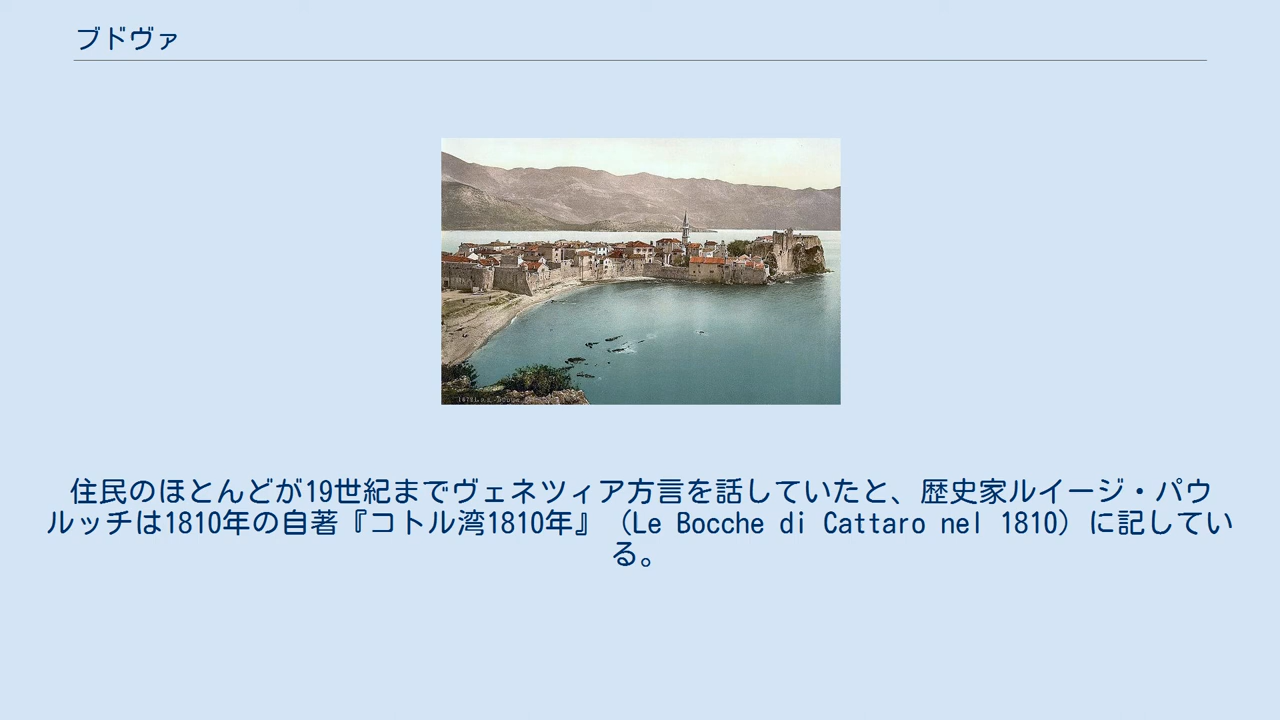 ブドヴァ
住民のほとんどが19世紀までヴェネツィア方言を話していたと、歴史家ルイージ・パウ
ルッチは1810年の自著『コトル湾1810年』（Le Bocche di Cattaro nel 1810）に記してい
る。